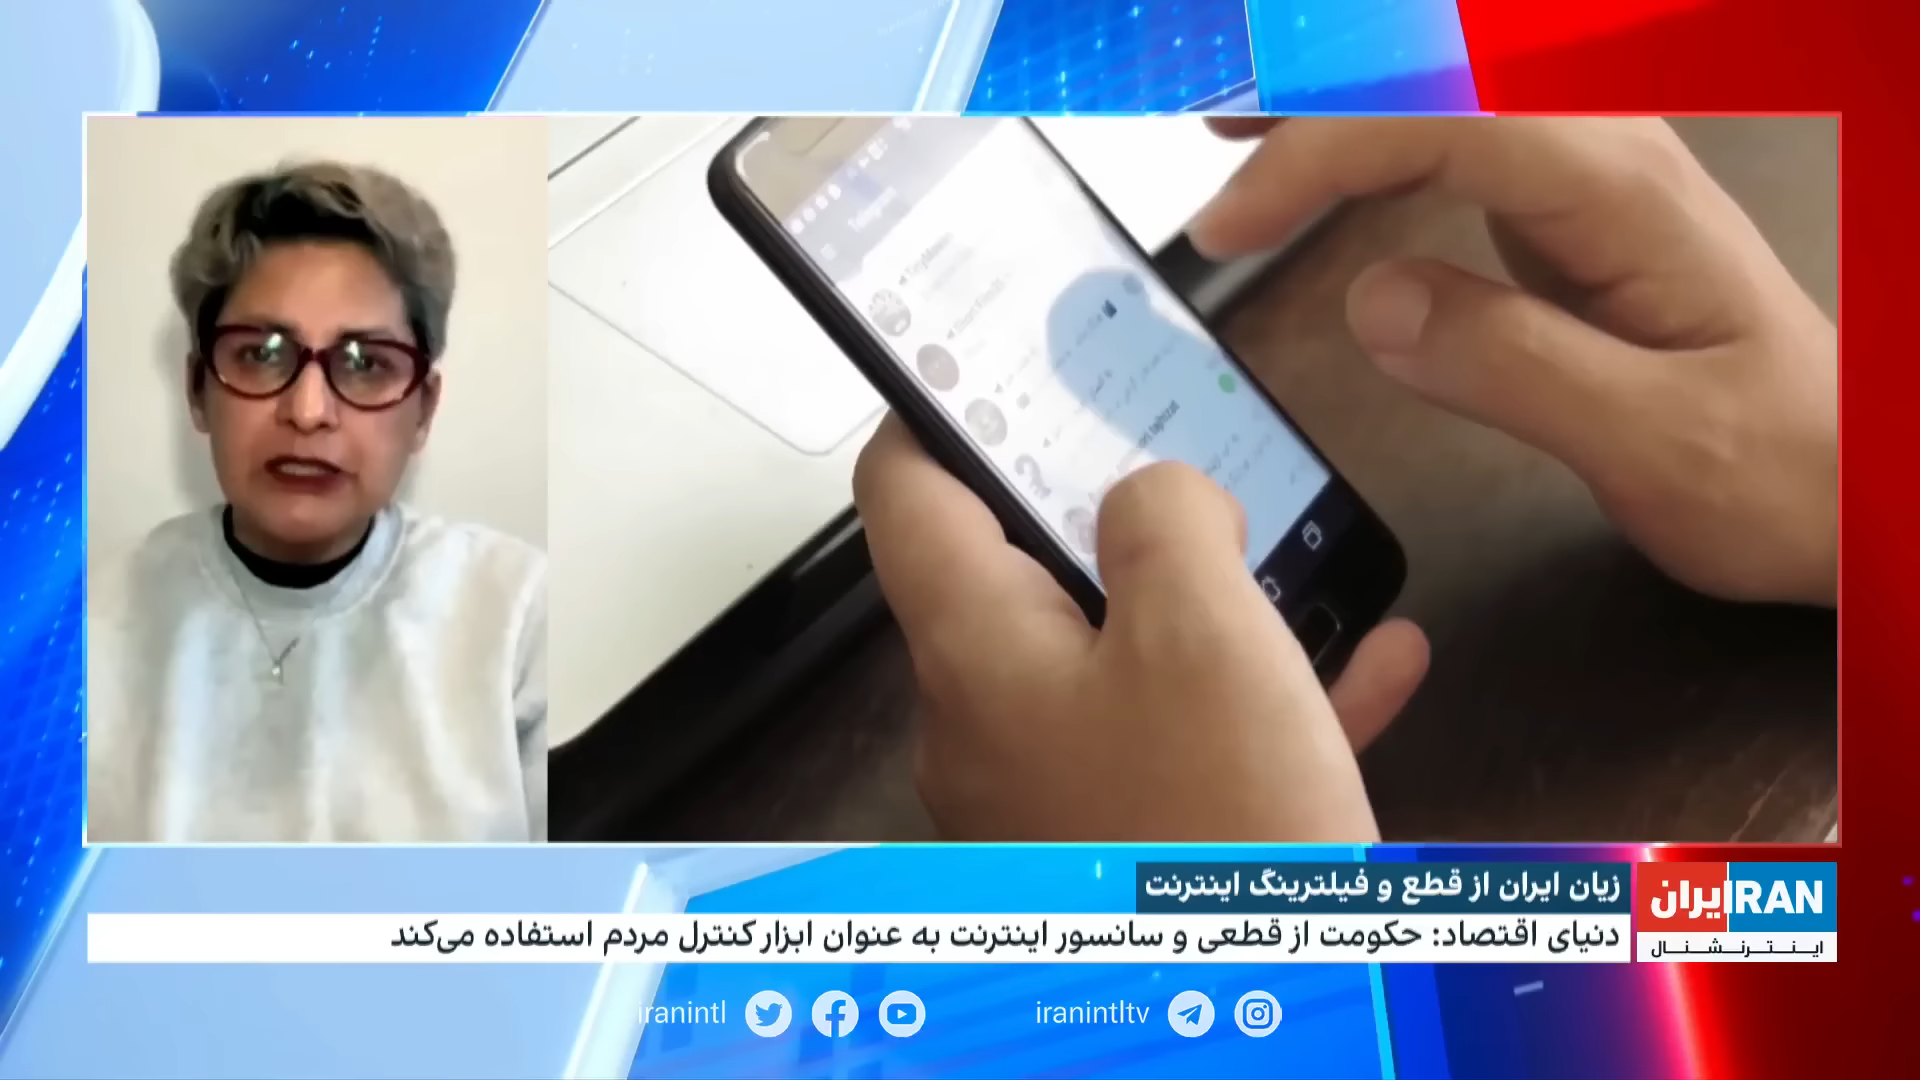 Telegram
زیان ایران از قطع و فیلترینگ اینترنت
دنیای اقتصاد: حکومت از قطعی و سانسور اینترنت به عنوان ابزار کنترل مردم استفاده می‌کند
ایران IRAN
اینترنشنال
iranintl
iranintltv